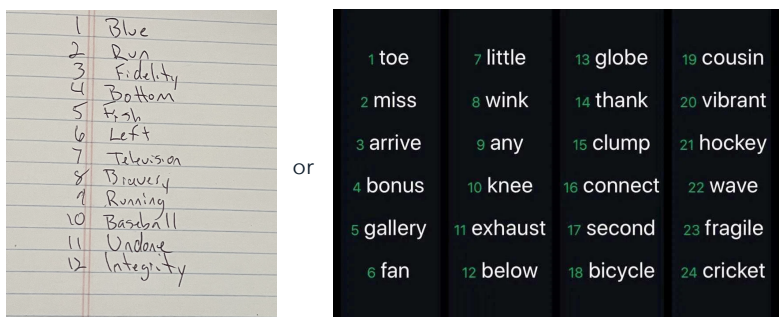 1 Blue
2 Run
3 Fidelity
4 Bottom
5 Fish
6 Left
7 Television
8 Bravery
9 Running
10 Baseball
11 Undone
12 Integrity
or
1 toe 7 little 13 globe 19 cousin
2 miss 8 wink 14 thank 20 vibrant
3 arrive 9 any 15 clump 21 hockey
4 bonus 10 knee 16 connect 22 wave
5 gallery 11 exhaust 17 second 23 fragile
6 fan 12 below 18 bicycle 24 cricket